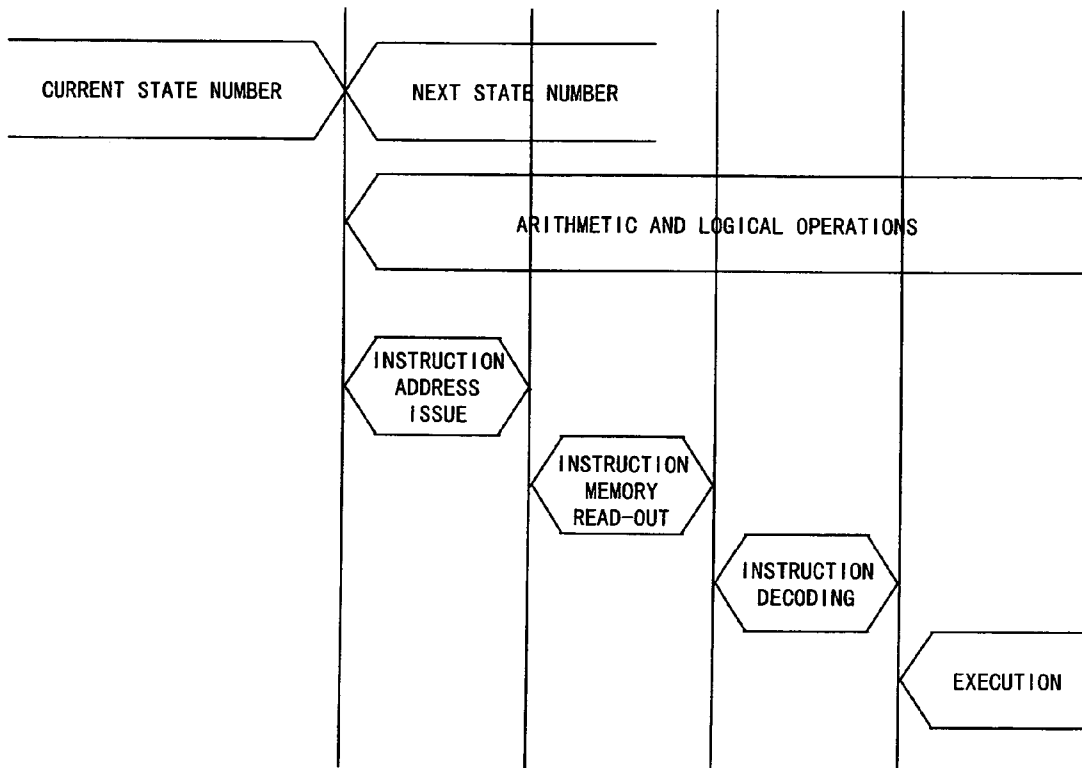 CURRENT STATE NUMBER
NEXT STATE NUMBER
ARITHMETIC AND LOGICAL OPERATIONS
INSTRUCTION
ADDRESS
ISSUE
INSTRUCTION
MEMORY
READ-OUT
INSTRUCTION
DECODING
EXECUTION